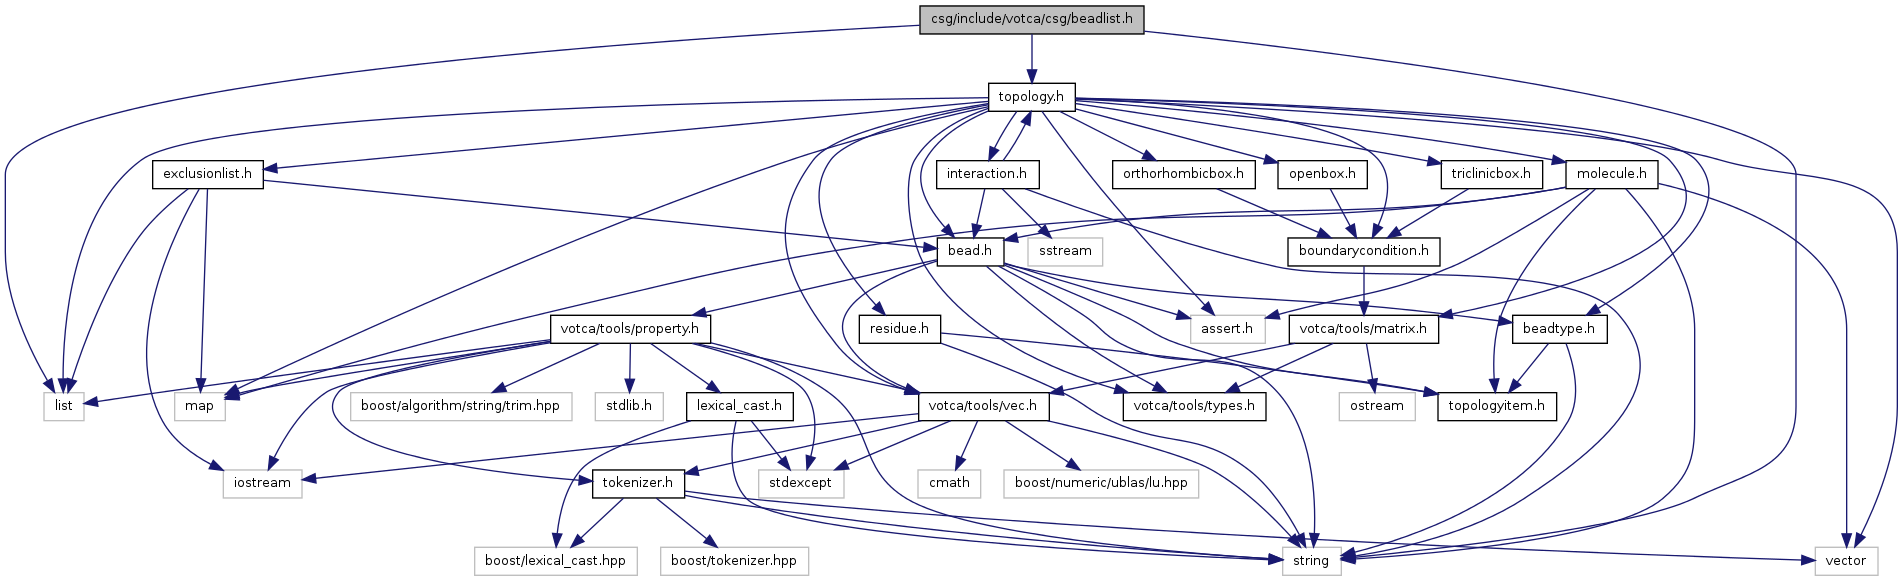 csg/include/votca/csg/beadlist.h
topology.h
exclusionlist.h
interaction.h
orthorhombicbox.h
openbox.h
triclinicbox.h
molecule.h
bead.h
sstream
boundarycondition.h
votca/tools/property.h
residue.h
assert.h
votca/tools/matrix.h
beadtype.h
list
map
boost/algorithm/string/trim.hpp
stdlib.h
lexical_cast.h
votca/tools/vec.h
votca/tools/types.h
ostream
topologyitem.h
iostream
tokenizer.h
stdexcept
cmath
boost/numeric/ublas/lu.hpp
boost/lexical_cast.hpp
boost/tokenizer.hpp
string
vector